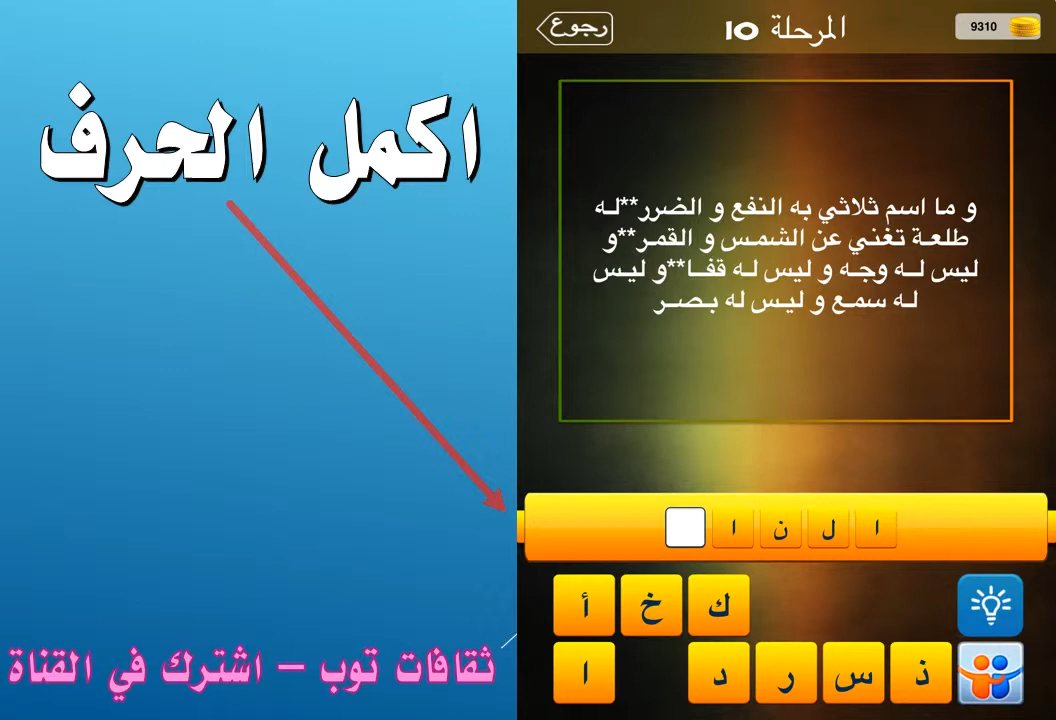 اكمل الحرف
ثقافات توب – اشترك في القناة
رجوع
المرحلة 10
9310
و ما اسم ثلاثي به النفع و الضرر**له
طلعة تغني عن الشمس و القمر**و
ليس له وجه و ليس له قفا**و ليس
له سمع و ليس له بصر
ا ل ن ا
ك خ أ
ذ س ر د ا